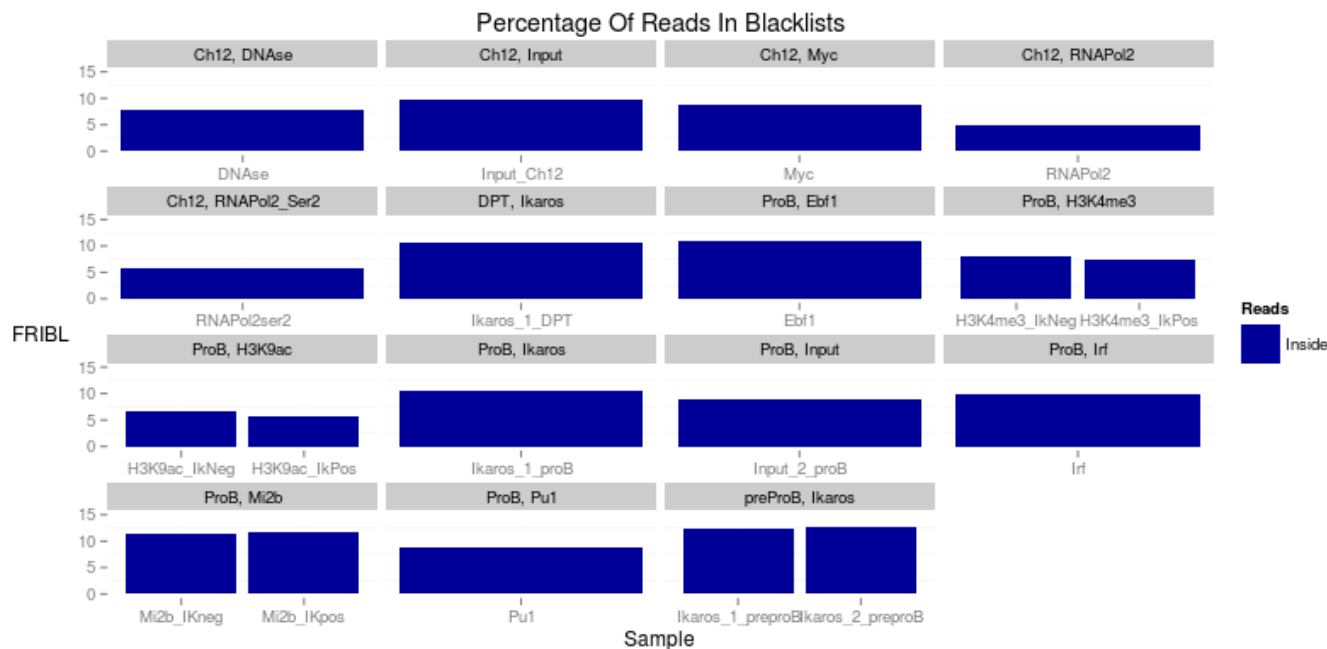 Percentage Of Reads In Blacklists
Ch12, DNAse
Ch12, Input
Ch12, Myc
Ch12, RNAPol2
15
10
5
0
DNAse
Input_Ch12
Myc
RNAPol2
Ch12, RNAPol2_Ser2
DPT, Ikaros
ProB, Ebf1
ProB, H3K4me3
15
10
5
0
RNAPol2ser2
Ikaros_1_DPT
Ebf1
H3K4me3_IkNeg
H3K4me3_IkPos
FRIBL
ProB, H3K9ac
ProB, Ikaros
ProB, Input
ProB, Irf
15
10
5
0
H3K9ac_IkNeg
H3K9ac_IkPos
Ikaros_1_proB
Input_2_proB
Irf
ProB, Mi2b
ProB, Pu1
preProB, Ikaros
15
10
5
0
Mi2b_IKneg
Mi2b_IKpos
Pu1
Ikaros_1_preproB
Ikaros_2_preproB
Sample
Reads
Inside